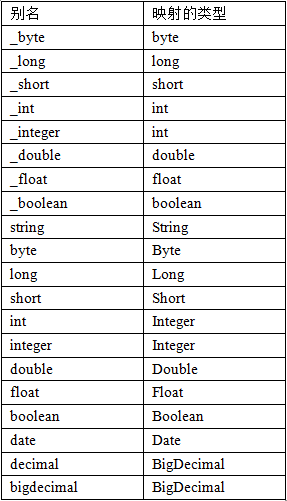 别名 映射的类型
_byte byte
_long long
_short short
_int int
_integer int
_double double
_float float
_boolean boolean
string String
byte Byte
long Long
short Short
int Integer
integer Integer
double Double
float Float
boolean Boolean
date Date
decimal BigDecimal
bigdecimal BigDecimal